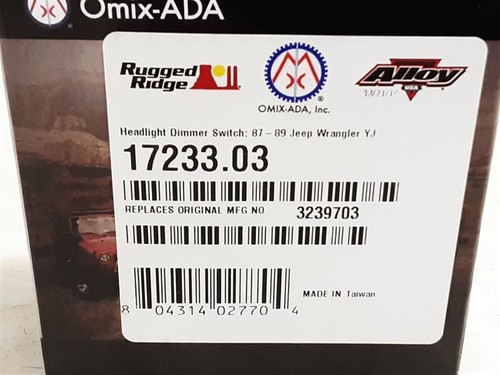 Omix-ADA
Rugged Ridge
OMIX-ADA, Inc.
Alloy USA
Headlight Dimmer Switch; 87 - 89 Jeep Wrangler YJ
17233.03
REPLACES ORIGINAL MFG NO 3239703
MADE IN Taiwan
8 04314 02770 4